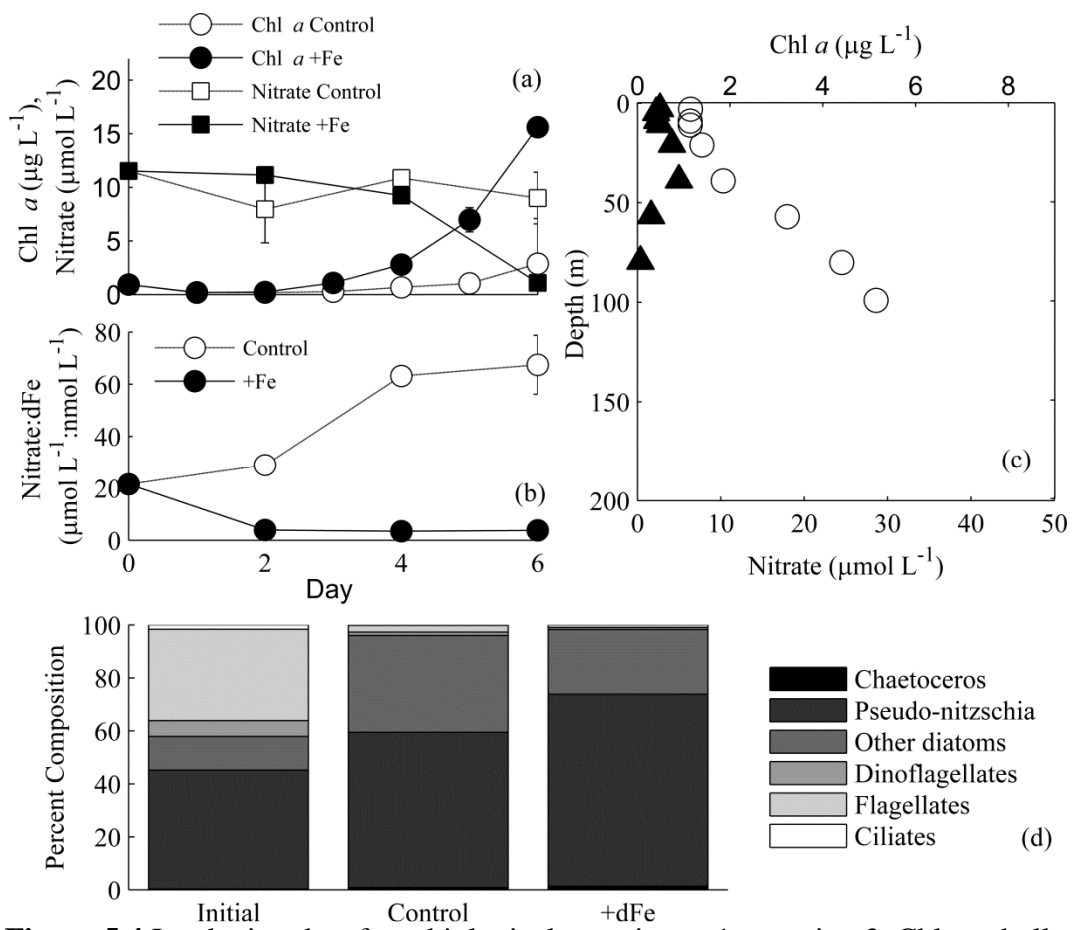 Chl a Control
Chl a +Fe
Nitrate Control
Nitrate +Fe
(a)
Chl a (μg L⁻¹),
Nitrate (μmol L⁻¹)
20
15
10
5
0
Control
+Fe
(b)
Nitrate:dFe
(μmol L⁻¹:nmol L⁻¹)
80
60
40
20
0
0 2 4 6
Day
Chl a (μg L⁻¹)
0 2 4 6 8
Depth (m)
0
50
100
150
200
(c)
0 10 20 30 40 50
Nitrate (μmol L⁻¹)
Percent Composition
100
80
60
40
20
0
Initial Control +dFe
Chaetoceros
Pseudo-nitzschia
Other diatoms
Dinoflagellates
Flagellates
Ciliates
(d)